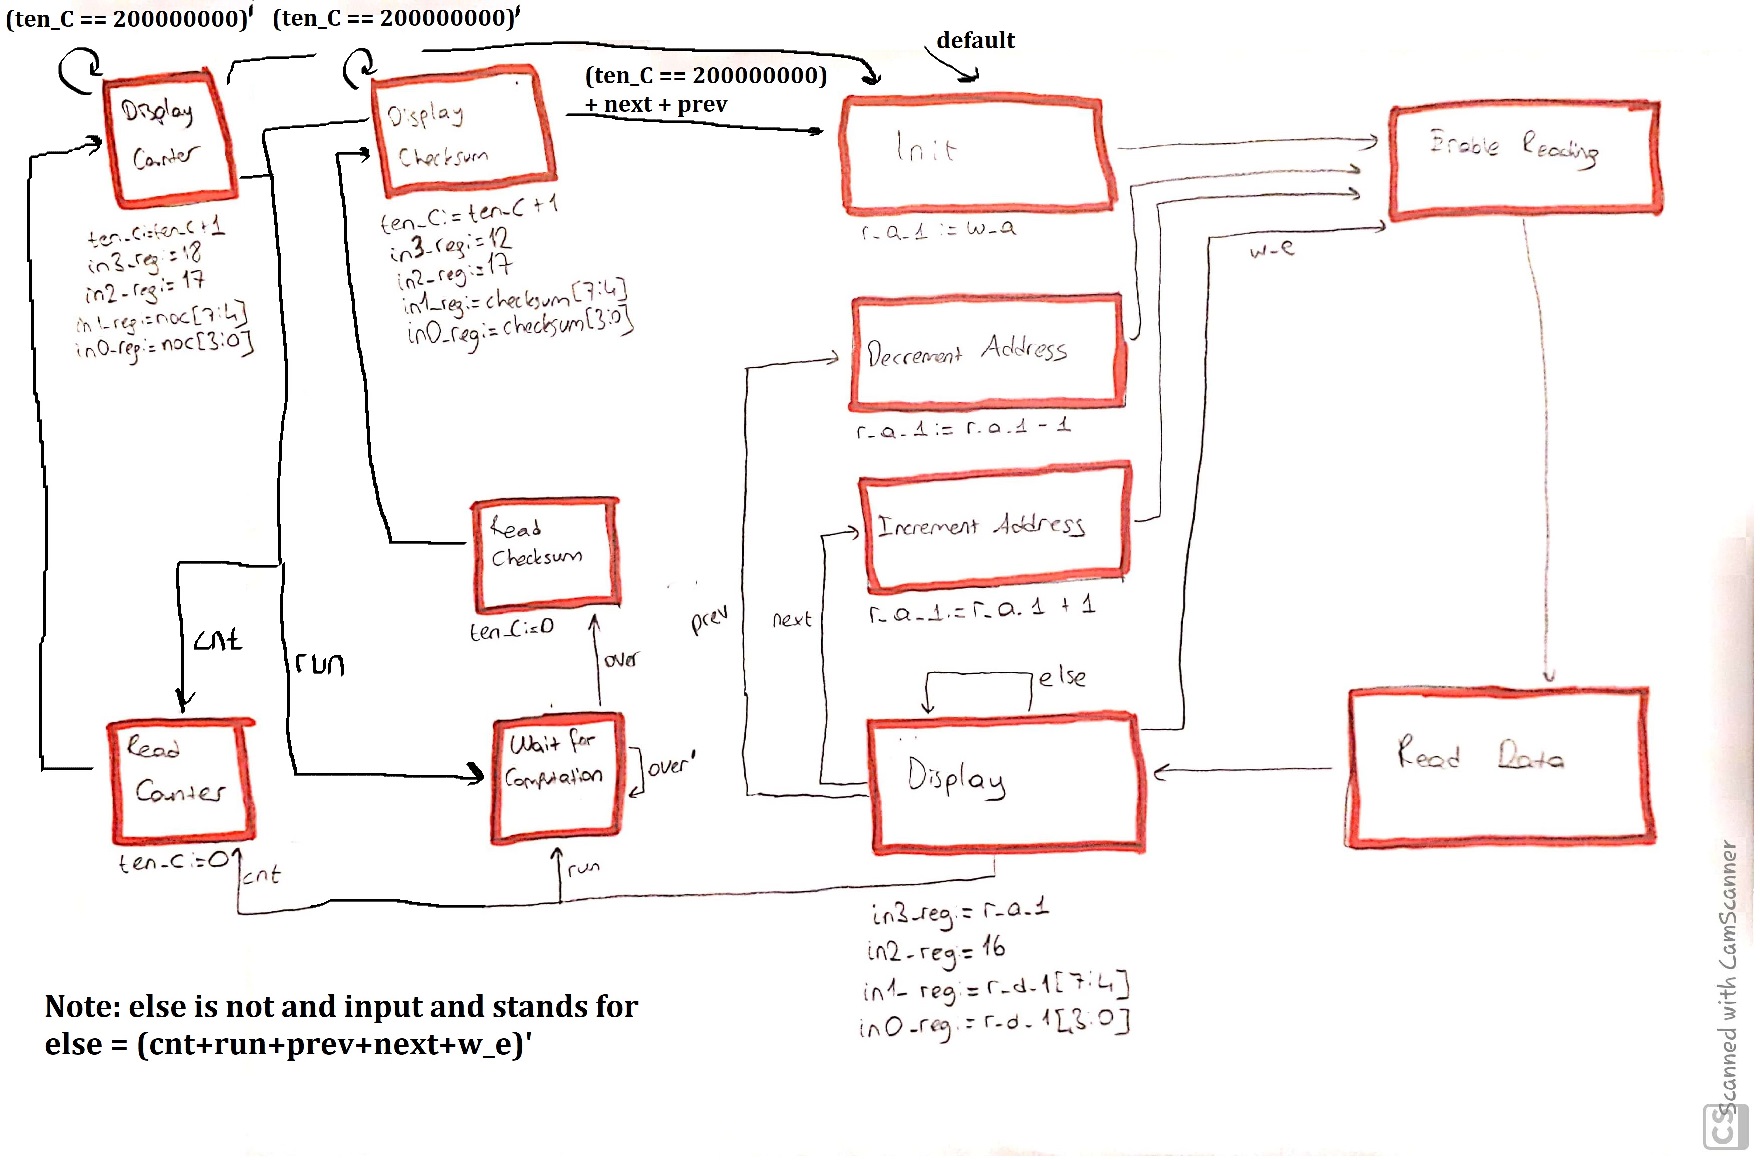 (ten_C == 200000000)' (ten_C == 200000000)'
default
(ten_C == 200000000)
+ next + prev
Display
Counter
ten_C:=ten_C+1
in3_reg:=18
in2_reg:=17
in1_reg:=noc[7:4]
in0_reg:=noc[3:0]
Display
Checksum
ten_C:=ten_C+1
in3_reg:=12
in2_reg:=17
in1_reg:=checksum[7:4]
in0_reg:=checksum[3:0]
Init
r_a_1:=w_a
Enable Reading
w_e
Decrement Address
r_a_1:=r_a_1-1
Increment Address
r_a_1:=r_a_1+1
Read
Checksum
ten_C:=0
prev
next
cnt
run
over
else
Read
Counter
ten_C:=0
cnt
Wait for
Computation
over'
run
Display
Read Data
in3_reg:=r_a_1
in2_reg=16
in1_reg:=r_d_1[7:4]
in0_reg:=r_d_1[3:0]
Note: else is not and input and stands for
else = (cnt+run+prev+next+w_e)'
CS Scanned with CamScanner